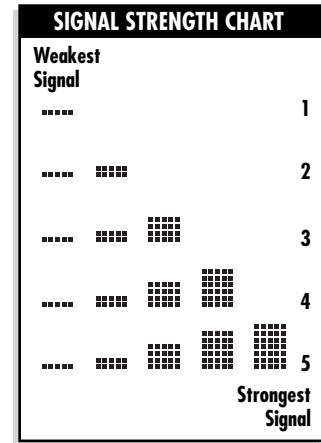 SIGNAL STRENGTH CHART
Weakest
Signal
1
2
3
4
5
Strongest
Signal